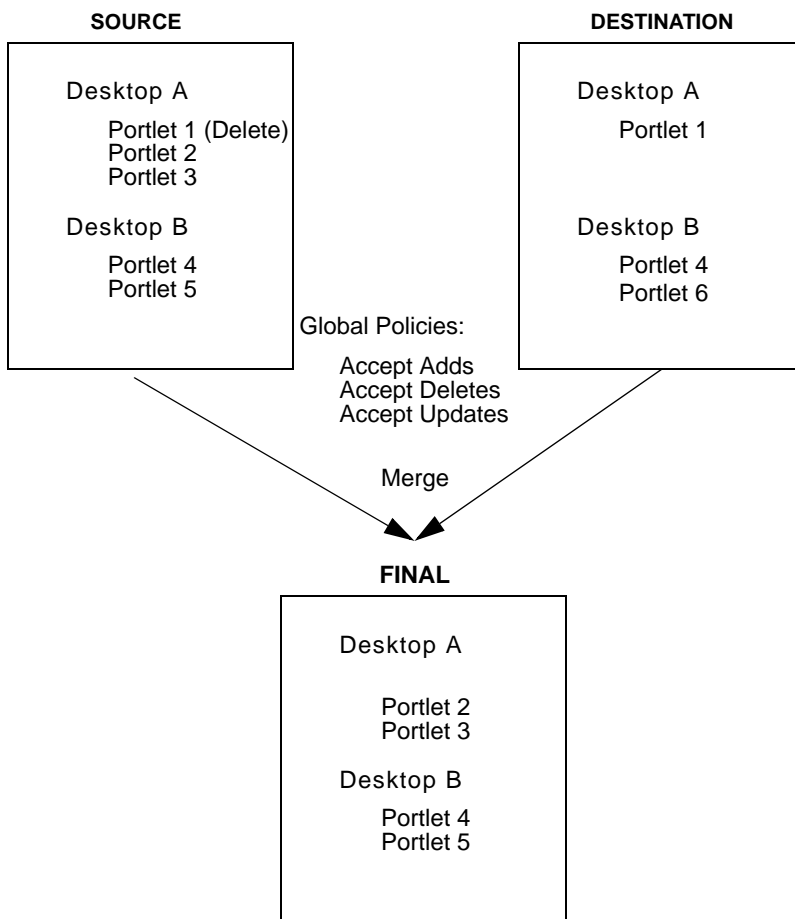 SOURCE
Desktop A
Portlet 1 (Delete)
Portlet 2
Portlet 3
Desktop B
Portlet 4
Portlet 5
DESTINATION
Desktop A
Portlet 1
Desktop B
Portlet 4
Portlet 6
Global Policies:
Accept Adds
Accept Deletes
Accept Updates
Merge
FINAL
Desktop A
Portlet 2
Portlet 3
Desktop B
Portlet 4
Portlet 5